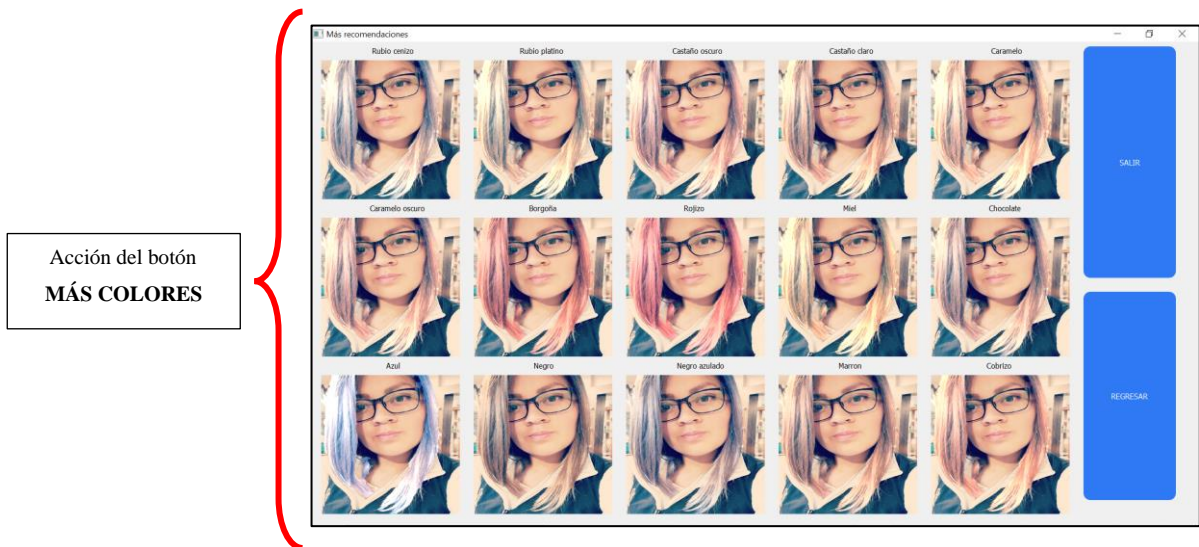 Acción del botón
MÁS COLORES
Más recomendaciones
Rubio cenizo
Rubio platino
Castaño oscuro
Castaño claro
Caramelo
SALIR
Caramelo oscuro
Borgoña
Rojizo
Miel
Chocolate
REGRESAR
Azul
Negro
Negro azulado
Marron
Cobrizo